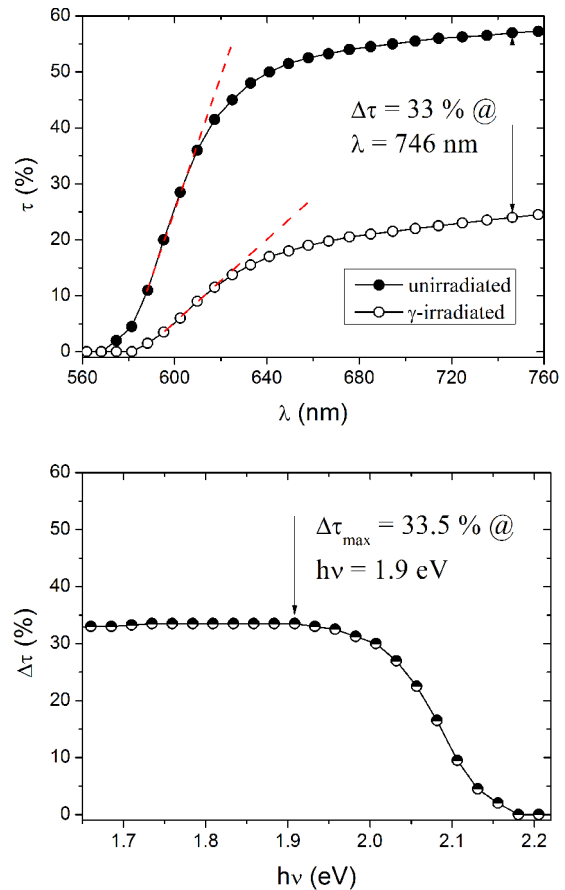 60
50
40
30
20
10
0
τ (%)
Δτ = 33 % @
λ = 746 nm
unirradiated
γ-irradiated
560 600 640 680 720 760
λ (nm)
60
50
40
30
20
10
0
Δτ (%)
Δτmax = 33.5 % @
hν = 1.9 eV
1.7 1.8 1.9 2.0 2.1 2.2
hν (eV)